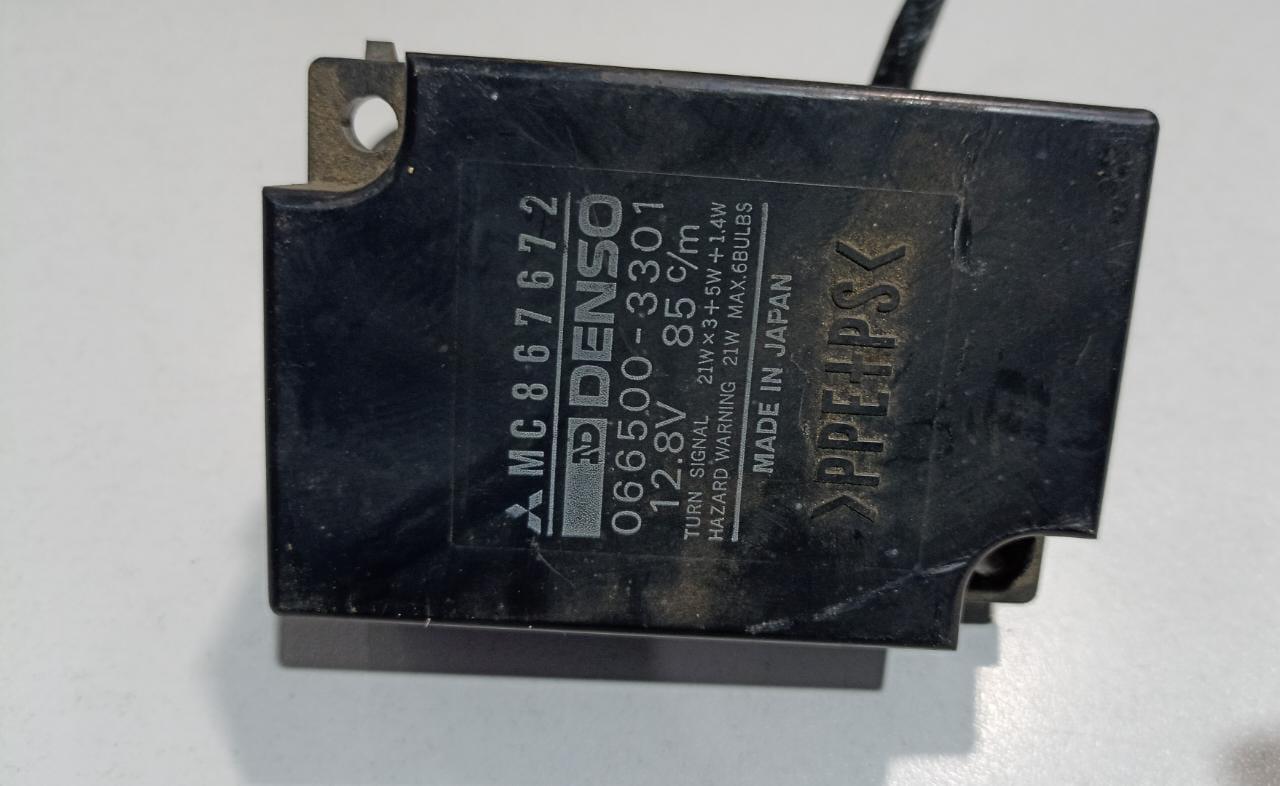 MC867672
ND DENSO
066500-3301
12.8V 85 c/m
TURN SIGNAL 21W×3+5W+1.4W
HAZARD WARNING 21W MAX.6BULBS
MADE IN JAPAN
>PPE+PS<